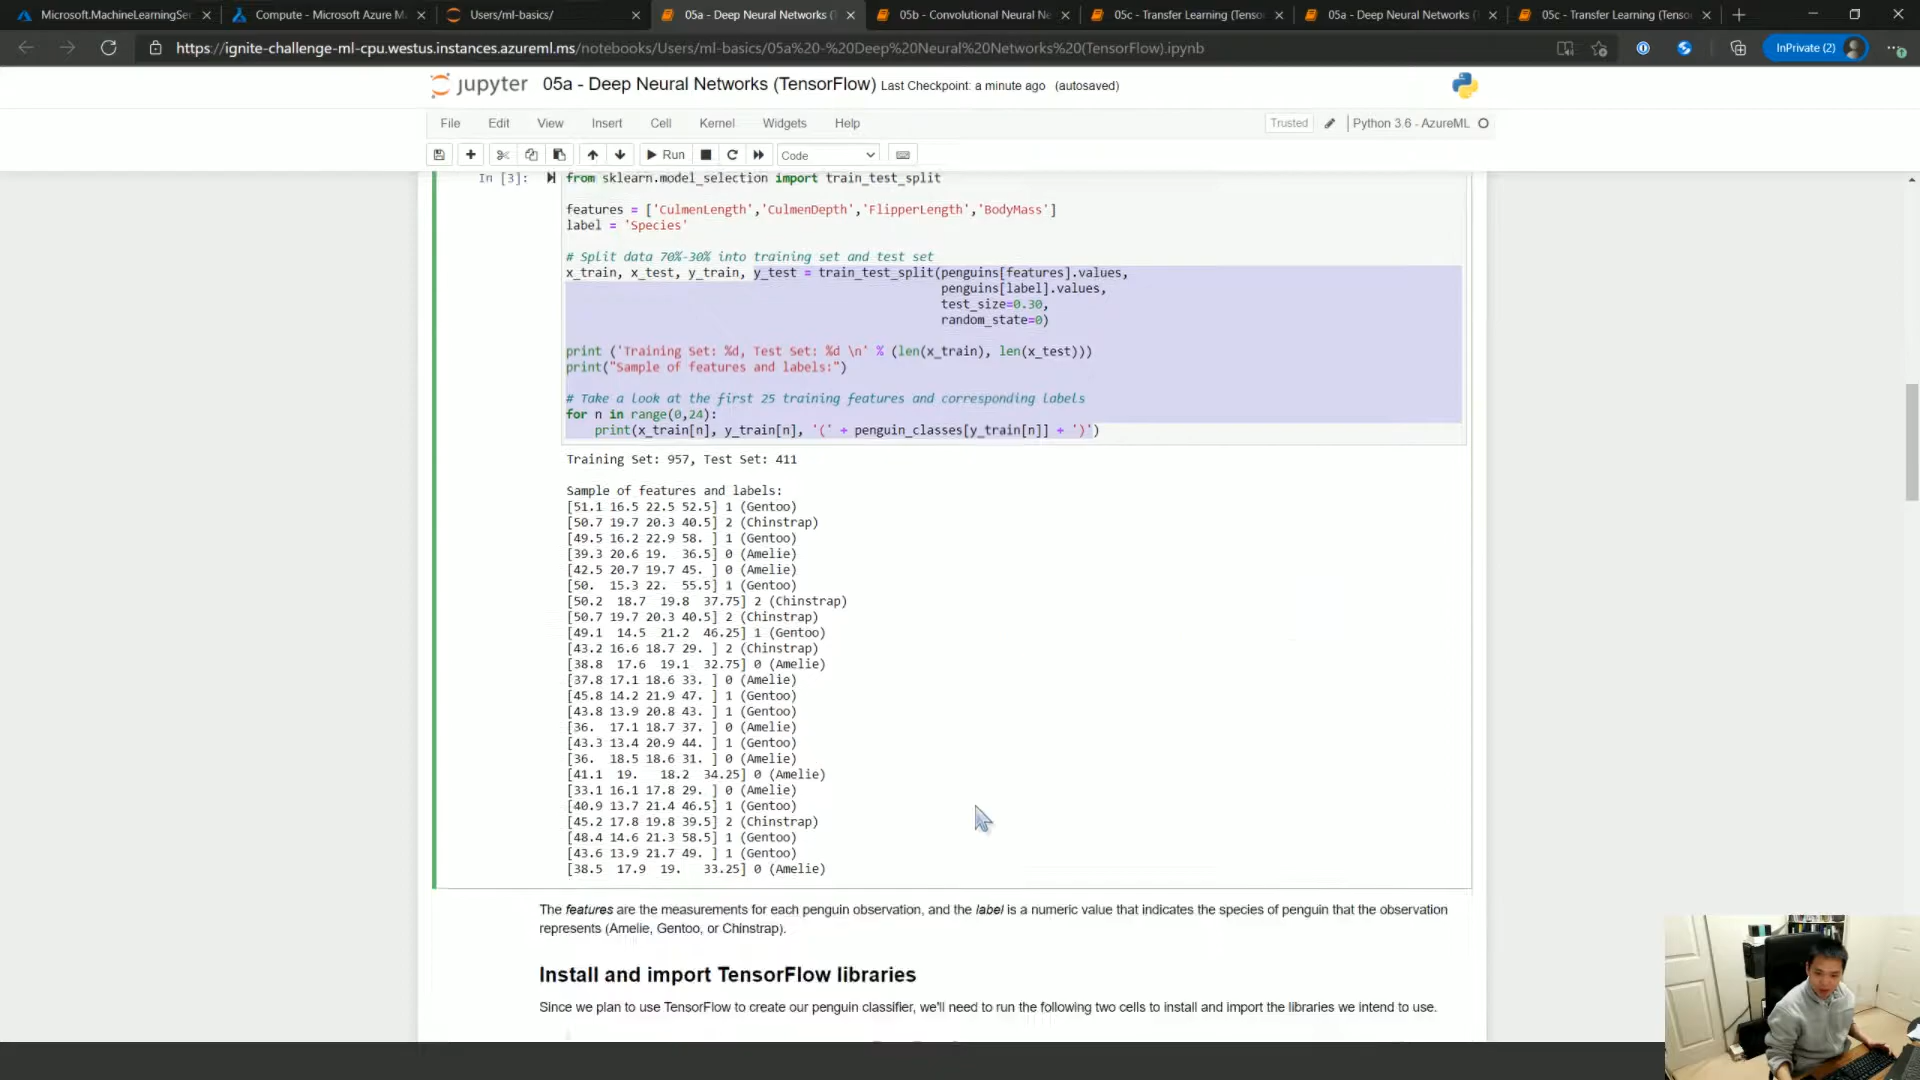 Microsoft.MachineLearningSer
Compute - Microsoft Azure M
Users/ml-basics/
05a - Deep Neural Networks (
05b - Convolutional Neural Ne
05c - Transfer Learning (Tenso
05a - Deep Neural Networks (
05c - Transfer Learning (Tenso
https://ignite-challenge-ml-cpu.westus.instances.azureml.ms/notebooks/Users/ml-basics/05a%20-%20Deep%20Neural%20Networks%20(TensorFlow).ipynb
InPrivate (2)
jupyter 05a - Deep Neural Networks (TensorFlow) Last Checkpoint: a minute ago (autosaved)
File Edit View Insert Cell Kernel Widgets Help Trusted Python 3.6 - AzureML
Run Code
In [3]: from sklearn.model_selection import train_test_split
features = ['CulmenLength','CulmenDepth','FlipperLength','BodyMass']
label = 'Species'
# Split data 70%-30% into training set and test set
x_train, x_test, y_train, y_test = train_test_split(penguins[features].values,
penguins[label].values,
test_size=0.30,
random_state=0)
print ('Training Set: %d, Test Set: %d \n' % (len(x_train), len(x_test)))
print("Sample of features and labels:")
# Take a look at the first 25 training features and corresponding labels
for n in range(0,24):
print(x_train[n], y_train[n], '(' + penguin_classes[y_train[n]] + ')')
Training Set: 957, Test Set: 411
Sample of features and labels:
[51.1 16.5 22.5 52.5] 1 (Gentoo)
[50.7 19.7 20.3 40.5] 2 (Chinstrap)
[49.5 16.2 22.9 58. ] 1 (Gentoo)
[39.3 20.6 19.  36.5] 0 (Amelie)
[42.5 20.7 19.7 45. ] 0 (Amelie)
[50.  15.3 22.  55.5] 1 (Gentoo)
[50.2  18.7  19.8  37.75] 2 (Chinstrap)
[50.7 19.7 20.3 40.5] 2 (Chinstrap)
[49.1  14.5  21.2  46.25] 1 (Gentoo)
[43.2 16.6 18.7 29. ] 2 (Chinstrap)
[38.8  17.6  19.1  32.75] 0 (Amelie)
[37.8 17.1 18.6 33. ] 0 (Amelie)
[45.8 14.2 21.9 47. ] 1 (Gentoo)
[43.8 13.9 20.8 43. ] 1 (Gentoo)
[36.  17.1 18.7 37. ] 0 (Amelie)
[43.3 13.4 20.9 44. ] 1 (Gentoo)
[36.  18.5 18.6 31. ] 0 (Amelie)
[41.1  19.   18.2  34.25] 0 (Amelie)
[33.1 16.1 17.8 29. ] 0 (Amelie)
[40.9 13.7 21.4 46.5] 1 (Gentoo)
[45.2 17.8 19.8 39.5] 2 (Chinstrap)
[48.4 14.6 21.3 58.5] 1 (Gentoo)
[43.6 13.9 21.7 49. ] 1 (Gentoo)
[38.5  17.9  19.   33.25] 0 (Amelie)
The features are the measurements for each penguin observation, and the label is a numeric value that indicates the species of penguin that the observation
represents (Amelie, Gentoo, or Chinstrap).
Install and import TensorFlow libraries
Since we plan to use TensorFlow to create our penguin classifier, we'll need to run the following two cells to install and import the libraries we intend to use.